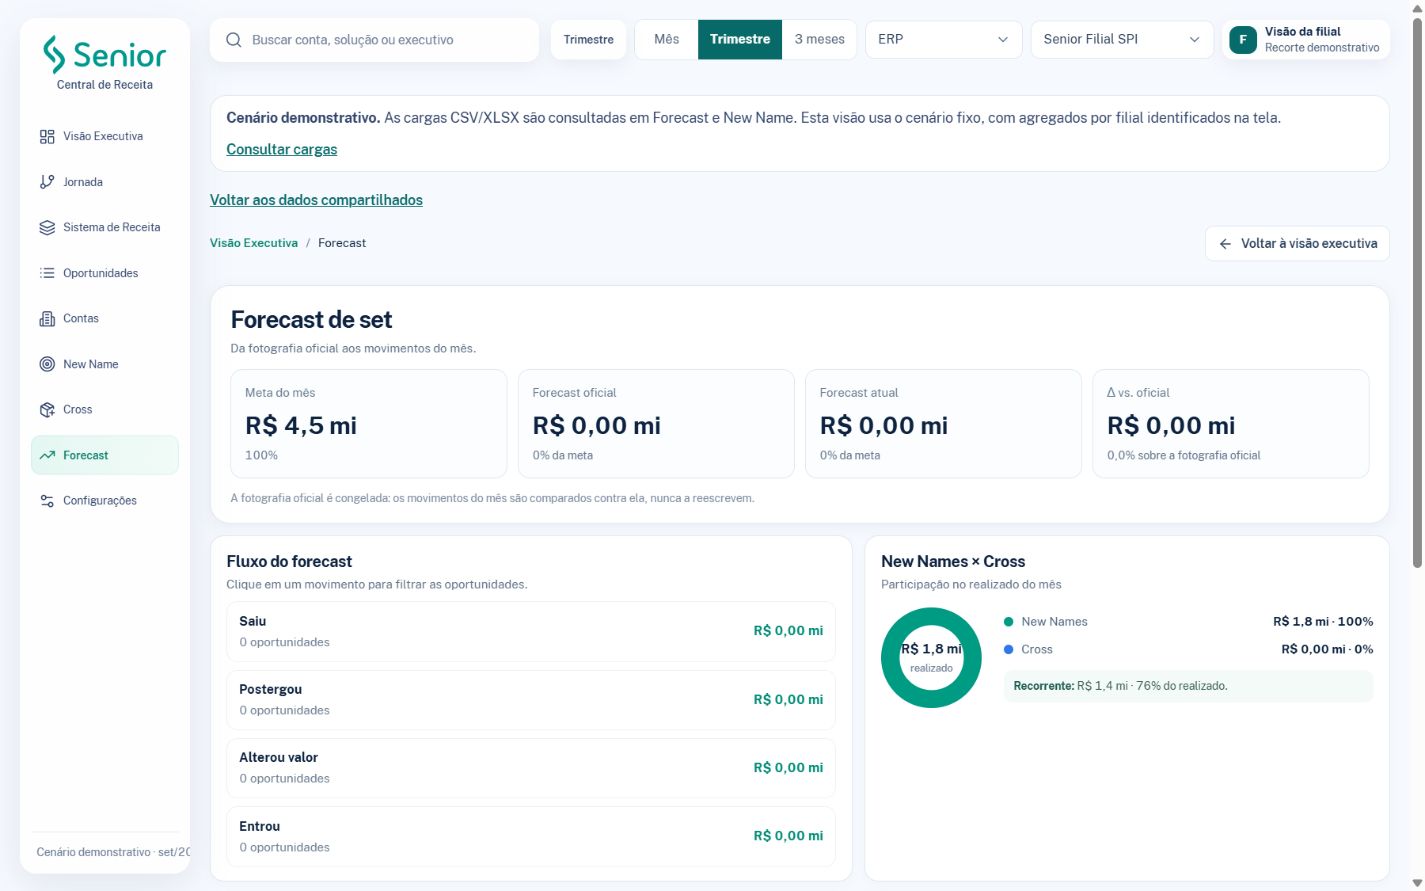 Senior
Central de Receita
Visão Executiva
Jornada
Sistema de Receita
Oportunidades
Contas
New Name
Cross
Forecast
Configurações
Cenário demonstrativo · set/20
Buscar conta, solução ou executivo
Trimestre
Mês
Trimestre
3 meses
ERP
Senior Filial SPI
F
Visão da filial
Recorte demonstrativo
Cenário demonstrativo. As cargas CSV/XLSX são consultadas em Forecast e New Name. Esta visão usa o cenário fixo, com agregados por filial identificados na tela.
Consultar cargas
Voltar aos dados compartilhados
Visão Executiva / Forecast
Voltar à visão executiva
Forecast de set
Da fotografia oficial aos movimentos do mês.
Meta do mês
R$ 4,5 mi
100%
Forecast oficial
R$ 0,00 mi
0% da meta
Forecast atual
R$ 0,00 mi
0% da meta
Δ vs. oficial
R$ 0,00 mi
0,0% sobre a fotografia oficial
A fotografia oficial é congelada: os movimentos do mês são comparados contra ela, nunca a reescrevem.
Fluxo do forecast
Clique em um movimento para filtrar as oportunidades.
Saiu
0 oportunidades
R$ 0,00 mi
Postergou
0 oportunidades
R$ 0,00 mi
Alterou valor
0 oportunidades
R$ 0,00 mi
Entrou
0 oportunidades
R$ 0,00 mi
New Names × Cross
Participação no realizado do mês
R$ 1,8 mi
realizado
New Names
R$ 1,8 mi · 100%
Cross
R$ 0,00 mi · 0%
Recorrente: R$ 1,4 mi · 76% do realizado.